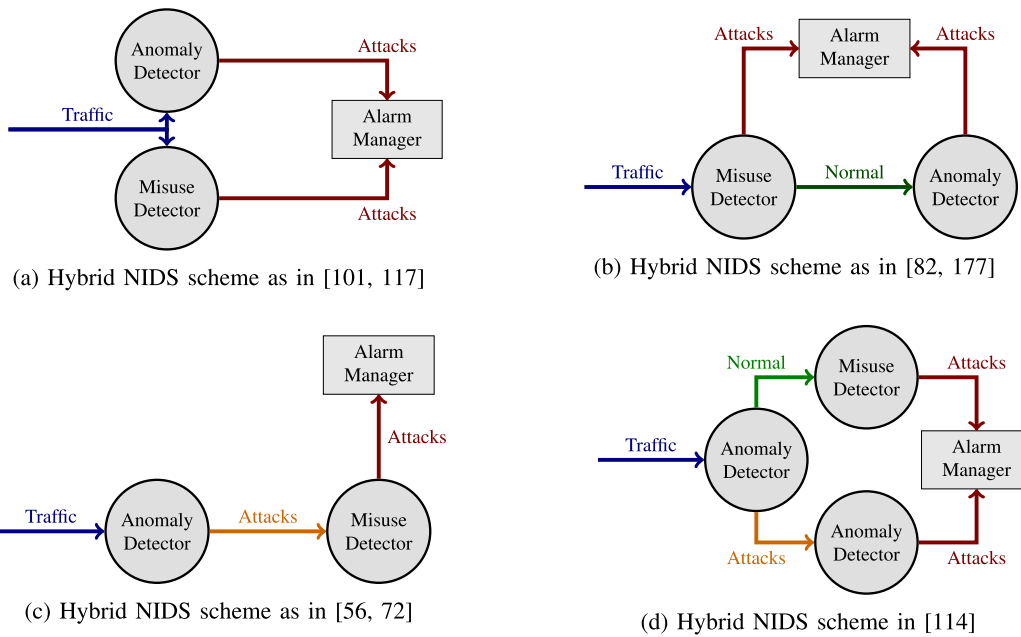 Anomaly
Detector
Attacks
Traffic
Alarm
Manager
Misuse
Detector
Attacks
(a) Hybrid NIDS scheme as in [101, 117]
Attacks
Alarm
Manager
Attacks
Traffic
Misuse
Detector
Normal
Anomaly
Detector
(b) Hybrid NIDS scheme as in [82, 177]
Alarm
Manager
Attacks
Traffic
Anomaly
Detector
Attacks
Misuse
Detector
(c) Hybrid NIDS scheme as in [56, 72]
Normal
Misuse
Detector
Attacks
Traffic
Anomaly
Detector
Alarm
Manager
Attacks
Anomaly
Detector
Attacks
(d) Hybrid NIDS scheme in [114]